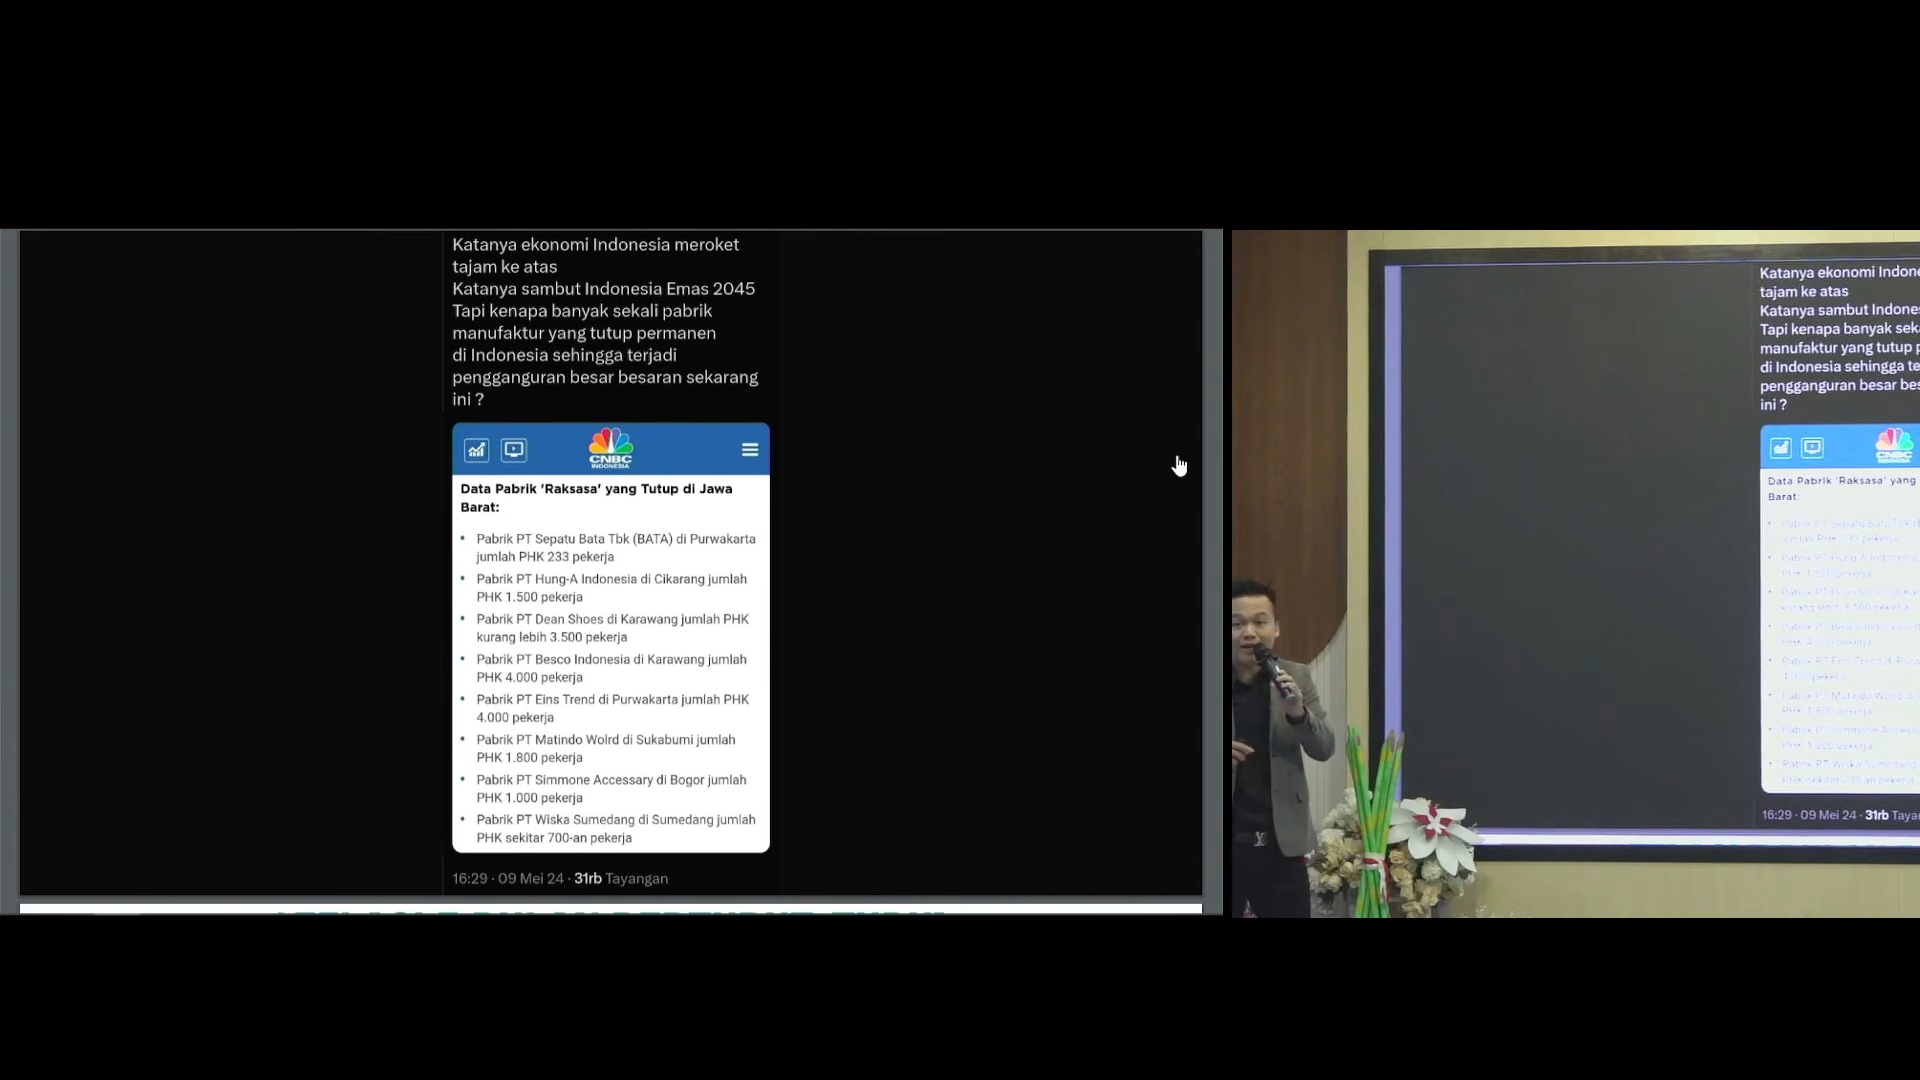 Katanya ekonomi Indonesia meroket
tajam ke atas
Katanya sambut Indonesia Emas 2045
Tapi kenapa banyak sekali pabrik
manufaktur yang tutup permanen
di Indonesia sehingga terjadi
pengganguran besar besaran sekarang
ini ?
CNBC
INDONESIA
Data Pabrik 'Raksasa' yang Tutup di Jawa
Barat:
• Pabrik PT Sepatu Bata Tbk (BATA) di Purwakarta
jumlah PHK 233 pekerja
• Pabrik PT Hung-A Indonesia di Cikarang jumlah
PHK 1.500 pekerja
• Pabrik PT Dean Shoes di Karawang jumlah PHK
kurang lebih 3.500 pekerja
• Pabrik PT Besco Indonesia di Karawang jumlah
PHK 4.000 pekerja
• Pabrik PT Eins Trend di Purwakarta jumlah PHK
4.000 pekerja
• Pabrik PT Matindo Wolrd di Sukabumi jumlah
PHK 1.800 pekerja
• Pabrik PT Simmone Accessary di Bogor jumlah
PHK 1.000 pekerja
• Pabrik PT Wiska Sumedang di Sumedang jumlah
PHK sekitar 700-an pekerja
16:29 · 09 Mei 24 · 31rb Tayangan
Katanya ekonomi Indone
tajam ke atas
Katanya sambut Indones
Tapi kenapa banyak sek
manufaktur yang tutup p
di Indonesia sehingga te
pengganguran besar bes
ini ?
CNBC
INDONESIA
Data Pabrik 'Raksasa' yang
Barat:
16:29 · 09 Mei 24 · 31rb Taya